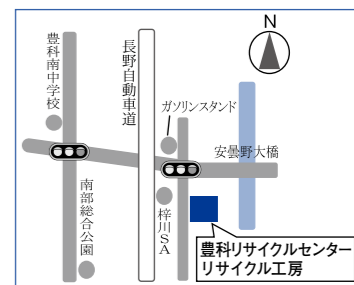 N
豊科南中学校
長野自動車道
ガソリンスタンド
安曇野大橋
南部総合公園
梓川SA
豊科リサイクルセンター
リサイクル工房